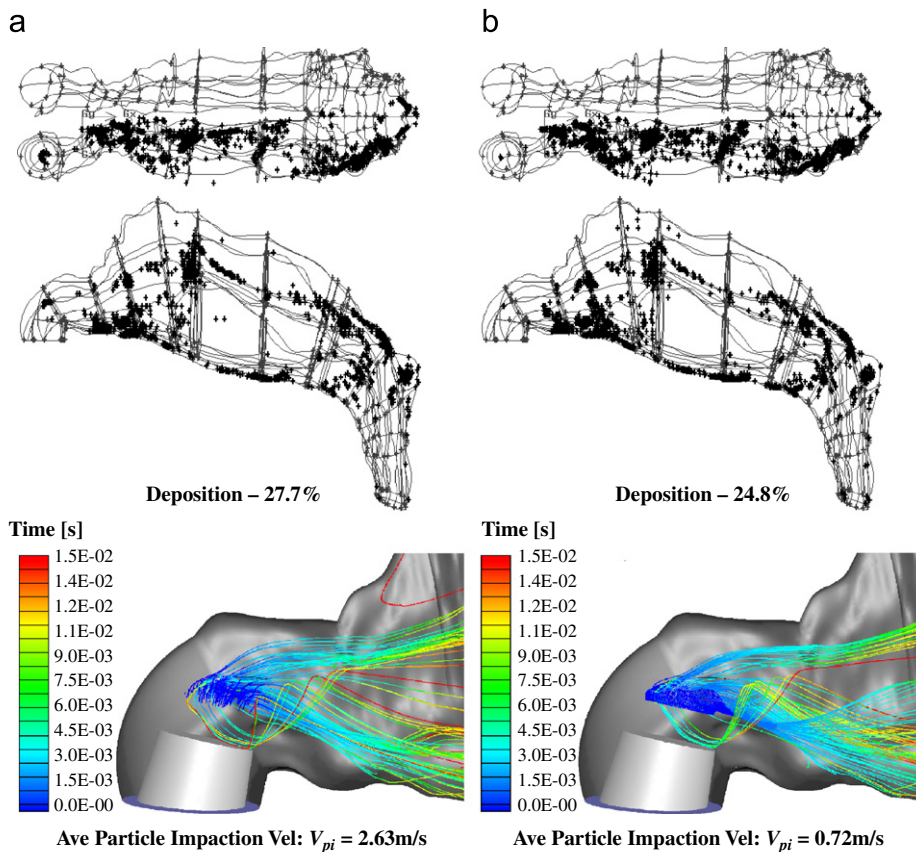 a
b
Deposition – 27.7%
Deposition – 24.8%
Time [s]
1.5E-02
1.4E-02
1.2E-02
1.1E-02
9.0E-03
7.5E-03
6.0E-03
4.5E-03
3.0E-03
1.5E-03
0.0E-00
Time [s]
1.5E-02
1.4E-02
1.2E-02
1.1E-02
9.0E-03
7.5E-03
6.0E-03
4.5E-03
3.0E-03
1.5E-03
0.0E-00
Ave Particle Impaction Vel: Vpi = 2.63m/s
Ave Particle Impaction Vel: Vpi = 0.72m/s